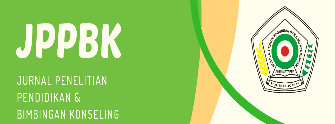 JPPBK
JURNAL PENELITIAN
PENDIDIKAN &
BIMBINGAN KONSELING